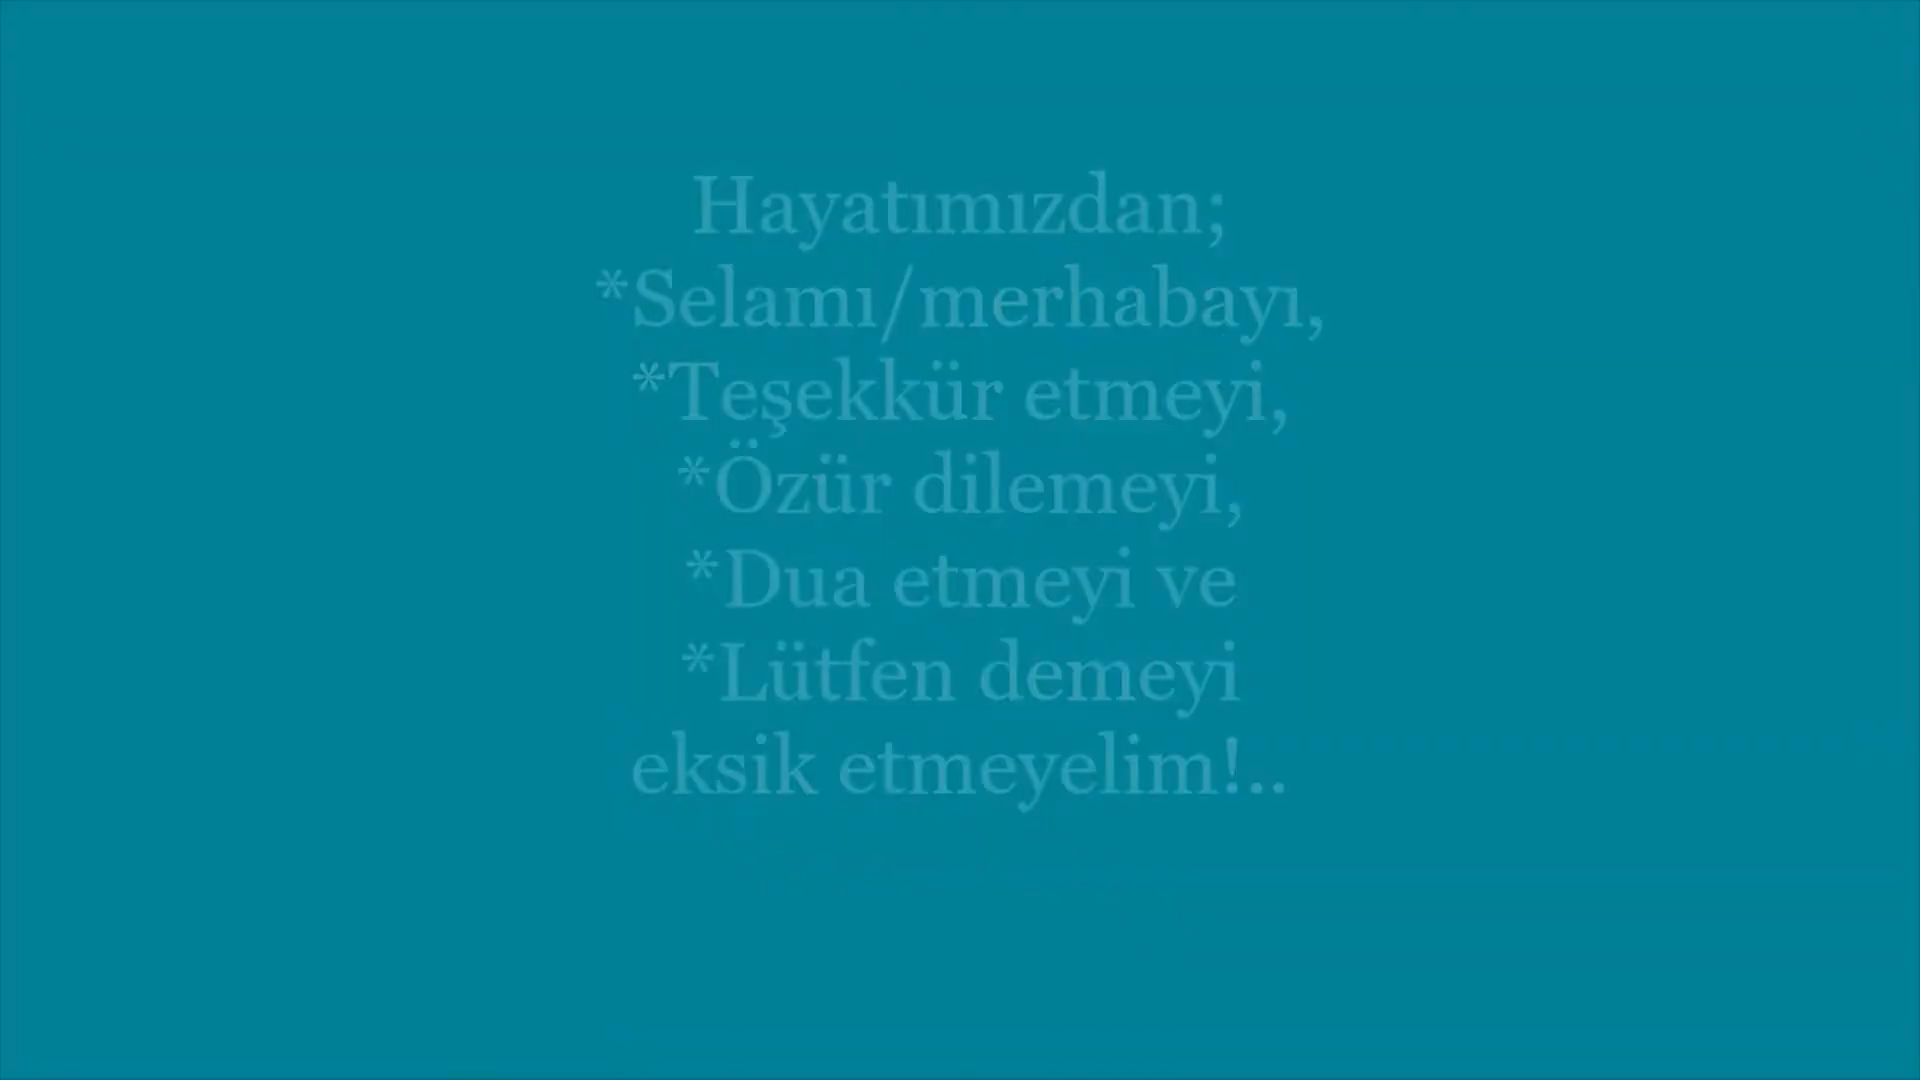 Hayatımızdan;
*Selamı/merhabayı,
*Teşekkür etmeyi,
*Özür dilemeyi,
*Dua etmeyi ve
*Lütfen demeyi
eksik etmeyelim!..